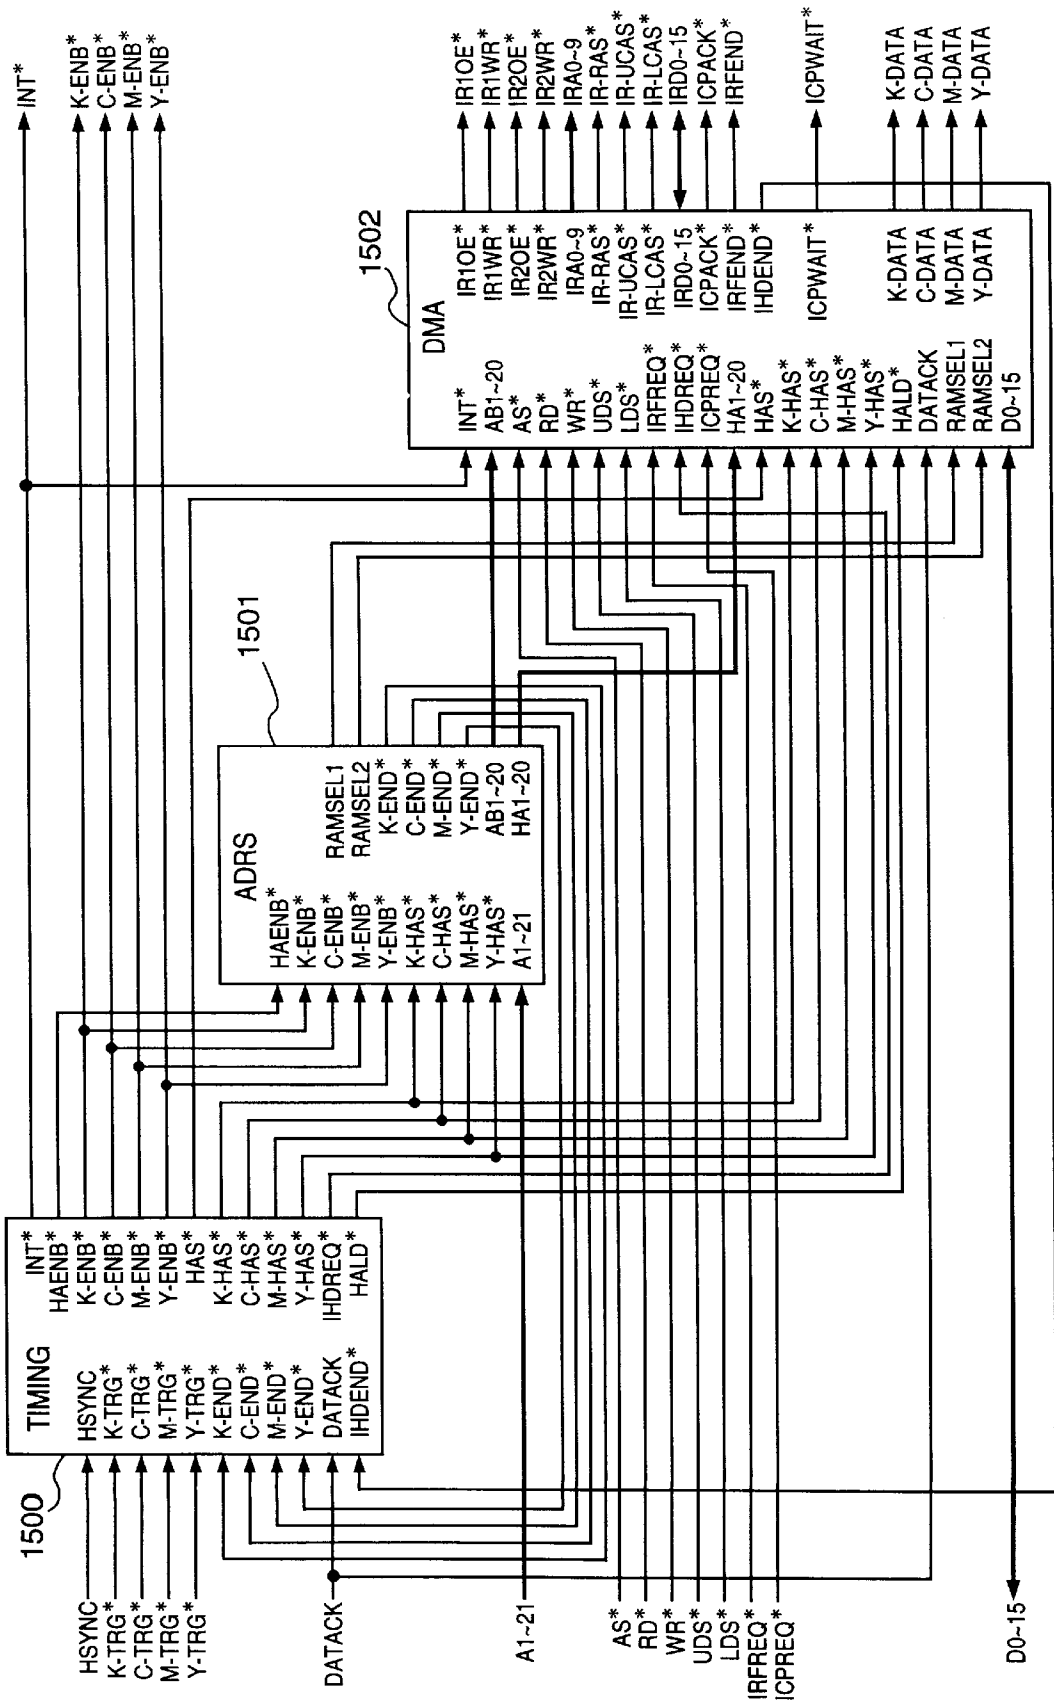 HSYNC
K-TRG*
C-TRG*
M-TRG*
Y-TRG*
DATACK
A1~21
AS*
RD*
WR*
UDS*
LDS*
IRFREQ*
ICPREQ*
D0~15
1500
TIMING
HSYNC
K-TRG*
C-TRG*
M-TRG*
Y-TRG*
K-END*
C-END*
M-END*
Y-END*
DATACK
IHDEND*
INT*
HAENB*
K-ENB*
C-ENB*
M-ENB*
Y-ENB*
HAS*
K-HAS*
C-HAS*
M-HAS*
Y-HAS*
IHDREQ*
HALD*
1501
ADRS
HAENB*
K-ENB*
C-ENB*
M-ENB*
Y-ENB*
K-HAS*
C-HAS*
M-HAS*
Y-HAS*
A1~21
RAMSEL1
RAMSEL2
K-END*
C-END*
M-END*
Y-END*
AB1~20
HA1~20
1502
DMA
INT*
AB1~20
AS*
RD*
WR*
UDS*
LDS*
IRFREQ*
IHDREQ*
ICPREQ*
HA1~20
HAS*
K-HAS*
C-HAS*
M-HAS*
Y-HAS*
HALD*
DATACK
RAMSEL1
RAMSEL2
D0~15
IR1OE*
IR1WR*
IR2OE*
IR2WR*
IRA0~9
IR-RAS*
IR-UCAS*
IR-LCAS*
IRD0~15
ICPACK*
IRFEND*
IHDEND*
ICPWAIT*
K-DATA
C-DATA
M-DATA
Y-DATA
INT*
K-ENB*
C-ENB*
M-ENB*
Y-ENB*
IR1OE*
IR1WR*
IR2OE*
IR2WR*
IRA0~9
IR-RAS*
IR-UCAS*
IR-LCAS*
IRD0~15
ICPACK*
IRFEND*
ICPWAIT*
K-DATA
C-DATA
M-DATA
Y-DATA